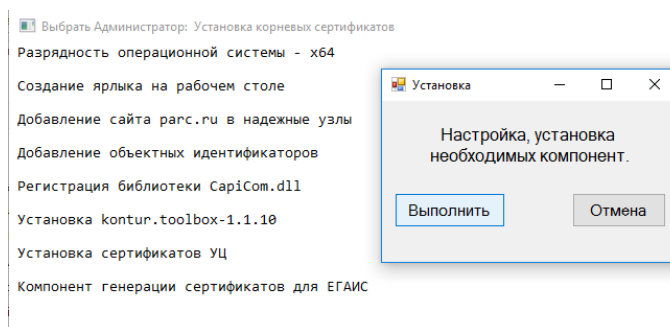 Выбрать Администратор: Установка корневых сертификатов
Разрядность операционной системы - x64
Создание ярлыка на рабочем столе
Добавление сайта parc.ru в надежные узлы
Добавление объектных идентификаторов
Регистрация библиотеки CapiCom.dll
Установка kontur.toolbox-1.1.10
Установка сертификатов УЦ
Компонент генерации сертификатов для ЕГАИС
Установка
Настройка, установка
необходимых компонент.
Выполнить
Отмена